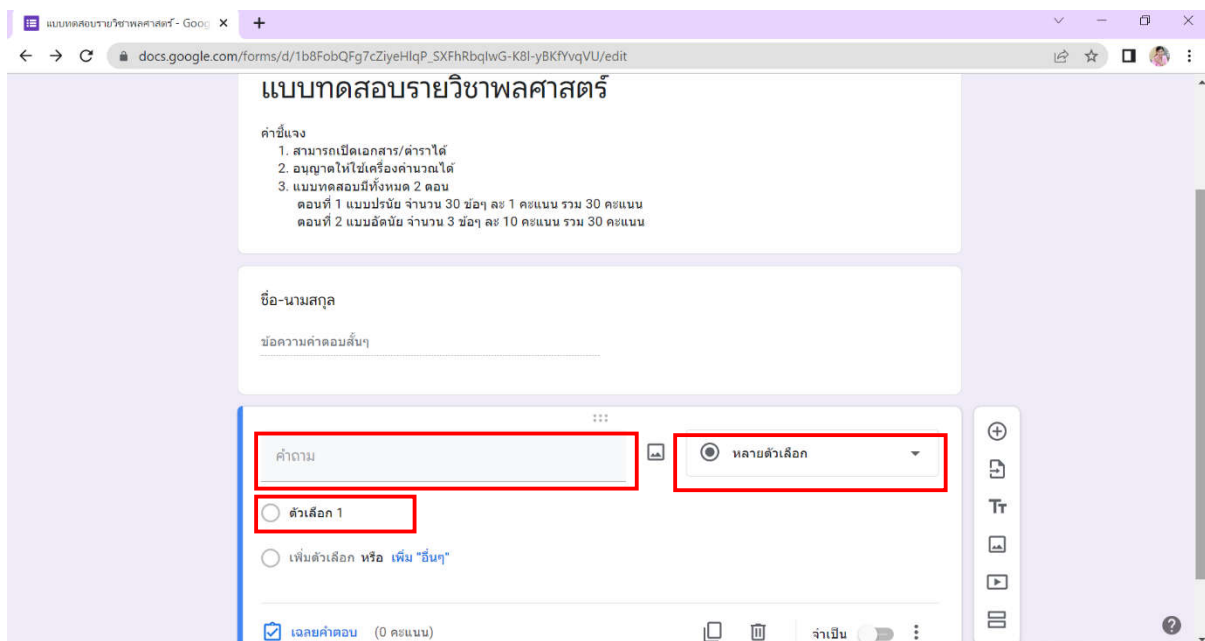 แบบทดสอบรายวิชาพลศาสตร์ - Goog
docs.google.com/forms/d/1b8FobQFg7cZiyeHlqP_SXFhRbqIwG-K8I-yBKfYvqVU/edit
แบบทดสอบรายวิชาพลศาสตร์
คำชี้แจง
1. สามารถเปิดเอกสาร/ตำราได้
2. อนุญาตให้ใช้เครื่องคำนวณได้
3. แบบทดสอบมีทั้งหมด 2 ตอน
ตอนที่ 1 แบบปรนัย จำนวน 30 ข้อๆ ละ 1 คะแนน รวม 30 คะแนน
ตอนที่ 2 แบบอัตนัย จำนวน 3 ข้อๆ ละ 10 คะแนน รวม 30 คะแนน
ชื่อ-นามสกุล
ข้อความคำตอบสั้นๆ
คำถาม
หลายตัวเลือก
ตัวเลือก 1
เพิ่มตัวเลือก หรือ เพิ่ม "อื่นๆ"
เฉลยคำตอบ (0 คะแนน) จำเป็น